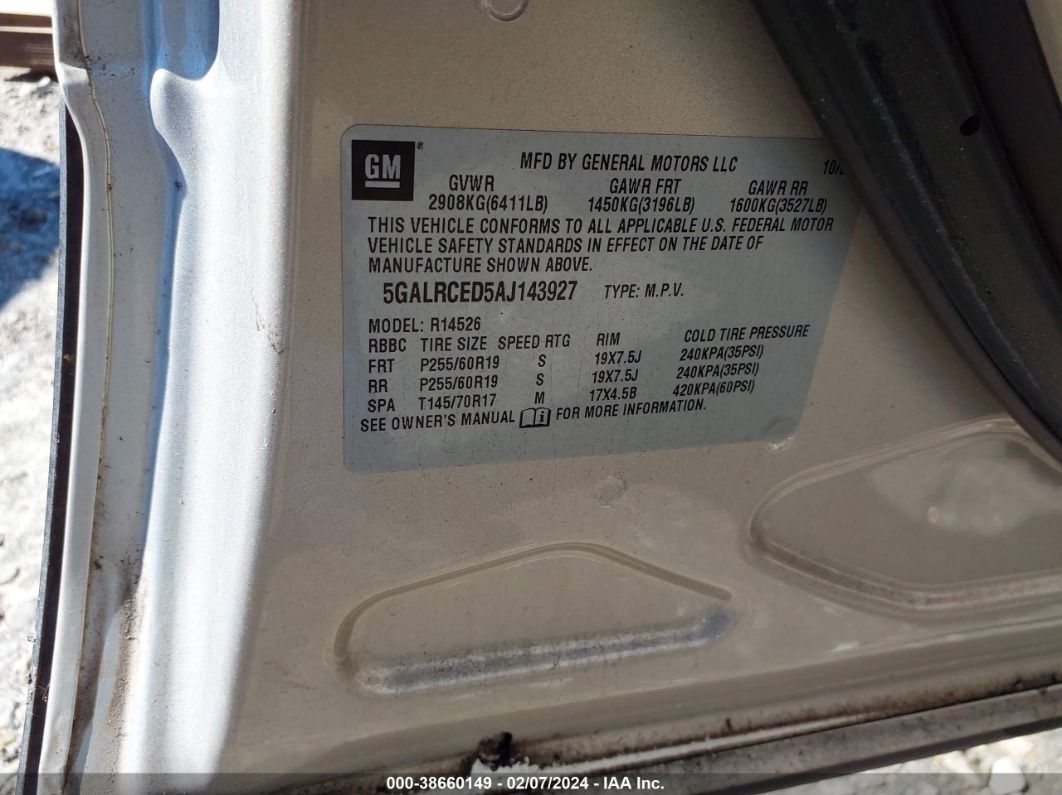 GM
MFD BY GENERAL MOTORS LLC 10/
GVWR GAWR FRT GAWR RR
2908KG(6411LB) 1450KG(3196LB) 1600KG(3527LB)
THIS VEHICLE CONFORMS TO ALL APPLICABLE U.S. FEDERAL MOTOR
VEHICLE SAFETY STANDARDS IN EFFECT ON THE DATE OF
MANUFACTURE SHOWN ABOVE.
5GALRCED5AJ143927 TYPE: M.P.V.
MODEL: R14526
RBBC TIRE SIZE SPEED RTG RIM COLD TIRE PRESSURE
FRT P255/60R19 S 19X7.5J 240KPA(35PSI)
RR P255/60R19 S 19X7.5J 240KPA(35PSI)
SPA T145/70R17 M 17X4.5B 420KPA(60PSI)
SEE OWNER'S MANUAL FOR MORE INFORMATION.
000-38660149 - 02/07/2024 - IAA Inc.